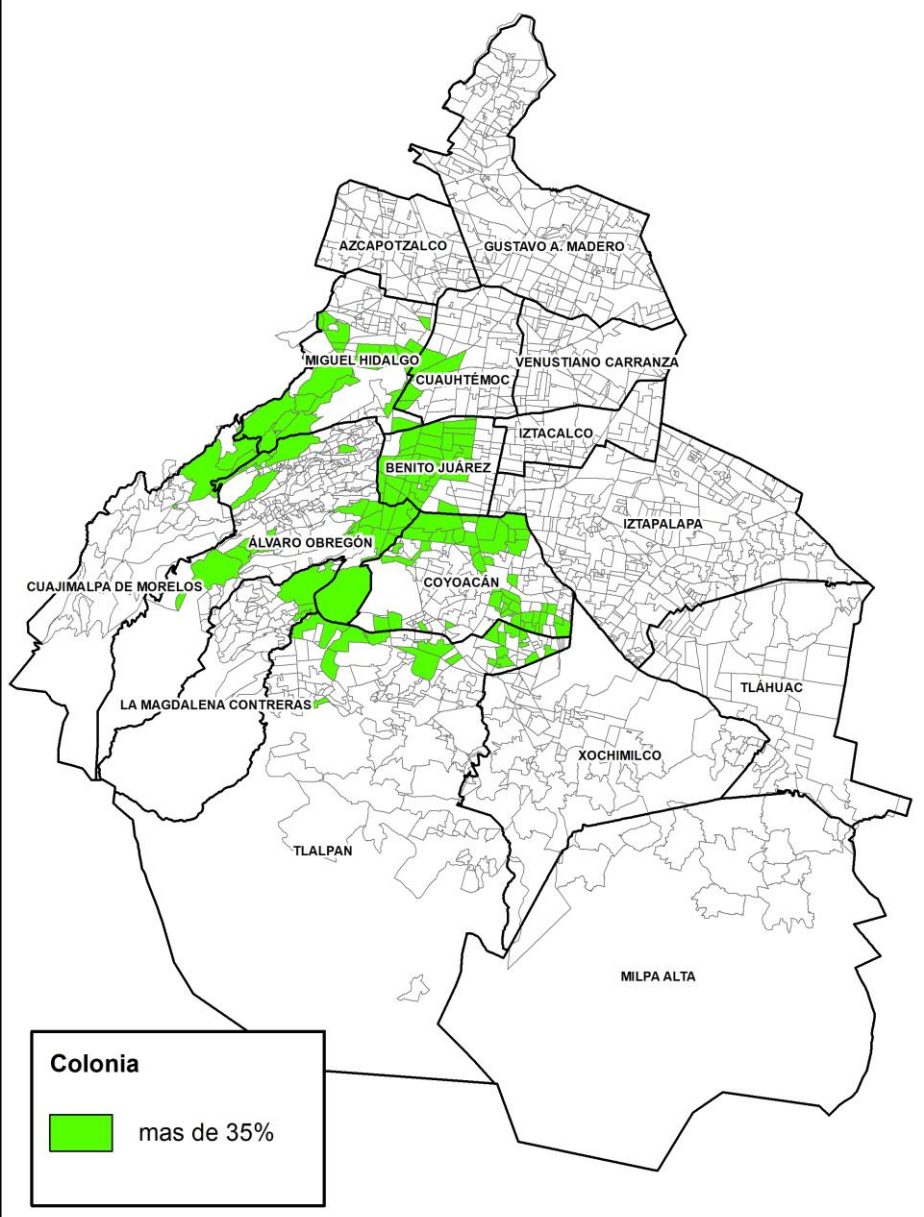 AZCAPOTZALCO
GUSTAVO A. MADERO
MIGUEL HIDALGO
VENUSTIANO CARRANZA
CUAUHTÉMOC
IZTACALCO
BENITO JUÁREZ
IZTAPALAPA
ÁLVARO OBREGÓN
CUAJIMALPA DE MORELOS
COYOACÁN
TLÁHUAC
LA MAGDALENA CONTRERAS
XOCHIMILCO
TLALPAN
MILPA ALTA
Colonia
mas de 35%